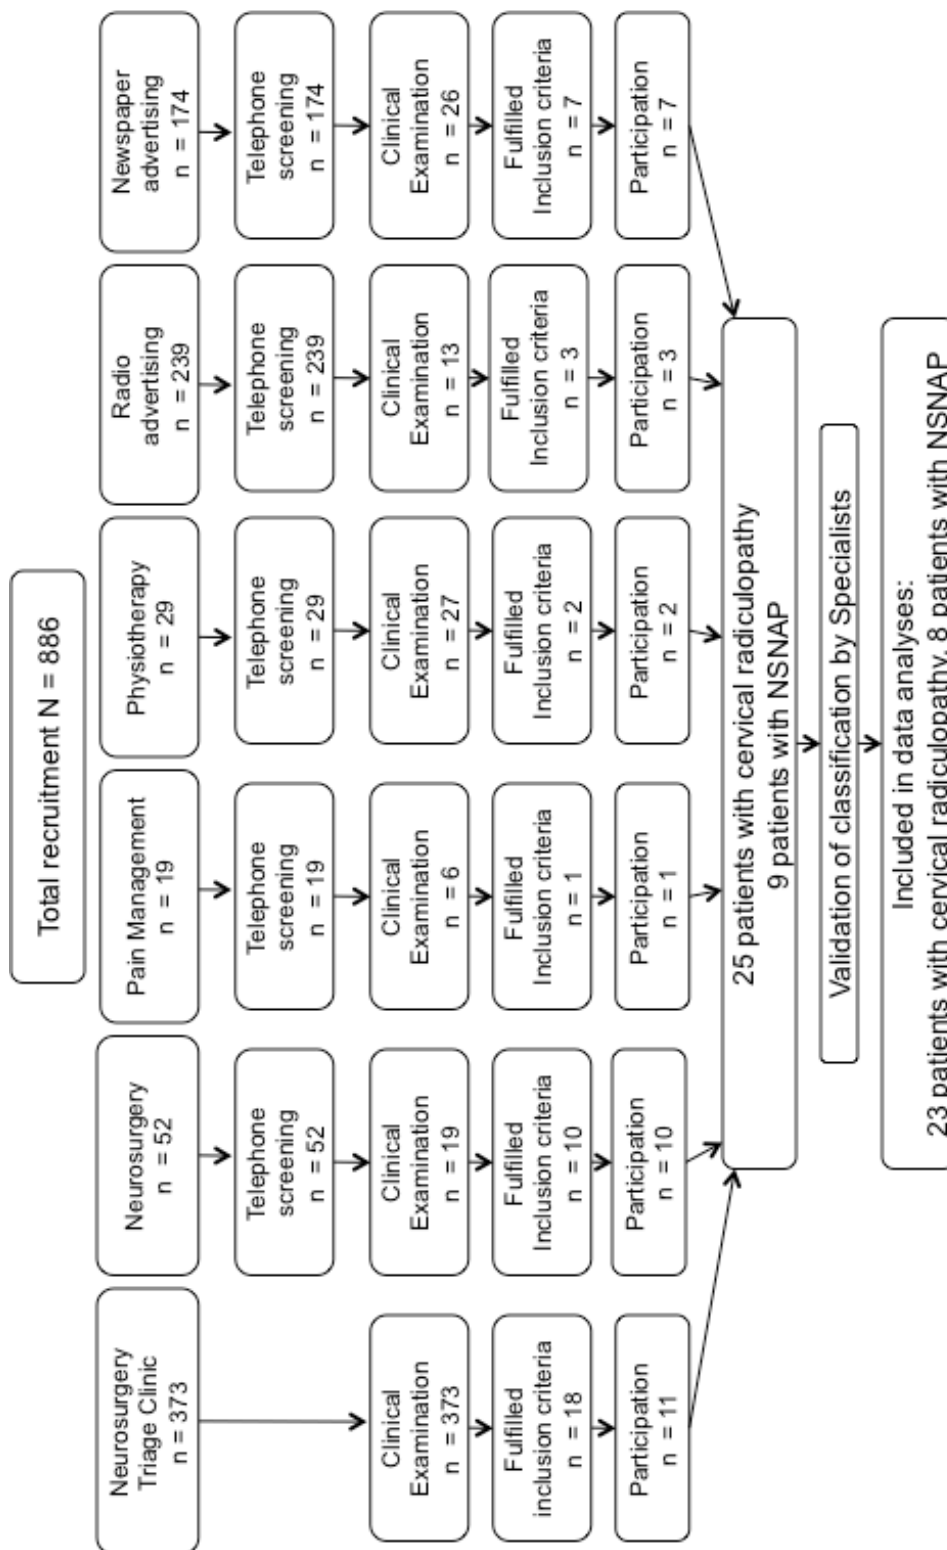 Total recruitment N = 886
Neurosurgery
Triage Clinic
n = 373
Neurosurgery
n = 52
Pain Management
n = 19
Physiotherapy
n = 29
Radio
advertising
n = 239
Newspaper
advertising
n = 174
Telephone
screening
n = 52
Telephone
screening
n = 19
Telephone
screening
n = 29
Telephone
screening
n = 239
Telephone
screening
n = 174
Clinical
Examination
n = 373
Clinical
Examination
n = 19
Clinical
Examination
n = 6
Clinical
Examination
n = 27
Clinical
Examination
n = 13
Clinical
Examination
n = 26
Fulfilled
inclusion criteria
n = 18
Fulfilled
Inclusion criteria
n = 10
Fulfilled
Inclusion criteria
n = 1
Fulfilled
Inclusion criteria
n = 2
Fulfilled
Inclusion criteria
n = 3
Fulfilled
Inclusion criteria
n = 7
Participation
n = 11
Participation
n = 10
Participation
n = 1
Participation
n = 2
Participation
n = 3
Participation
n = 7
25 patients with cervical radiculopathy
9 patients with NSNAP
Validation of classification by Specialists
Included in data analyses:
23 patients with cervical radiculopathy, 8 patients with NSNAP